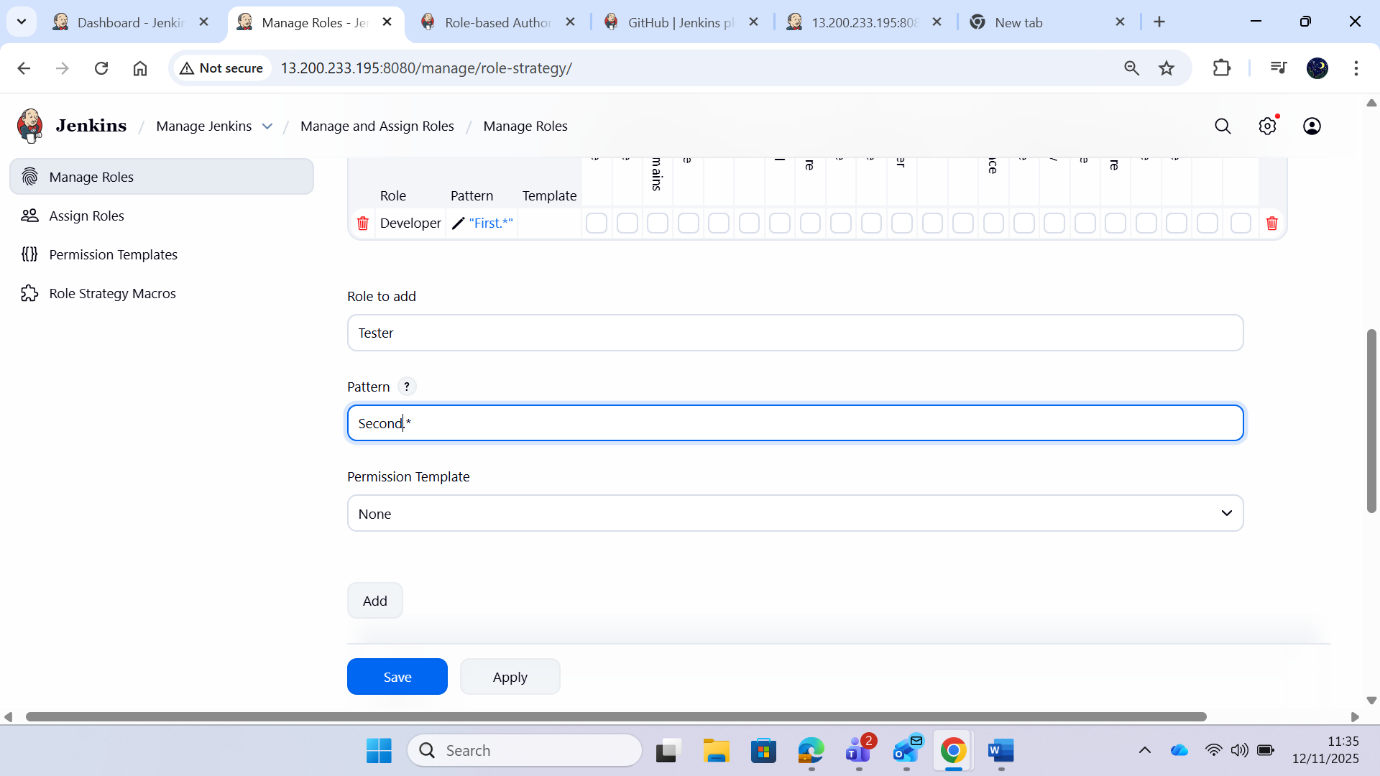 Dashboard - Jenki
Manage Roles - Je
Role-based Author
GitHub | Jenkins pl
13.200.233.195:808
New tab
Not secure
13.200.233.195:8080/manage/role-strategy/
Jenkins / Manage Jenkins / Manage and Assign Roles / Manage Roles
Manage Roles
Assign Roles
Permission Templates
Role Strategy Macros
Role Pattern Template
Developer "First.*"
Role to add
Tester
Pattern ?
Second.*
Permission Template
None
Add
Save Apply
Search
2
11:35
12/11/2025